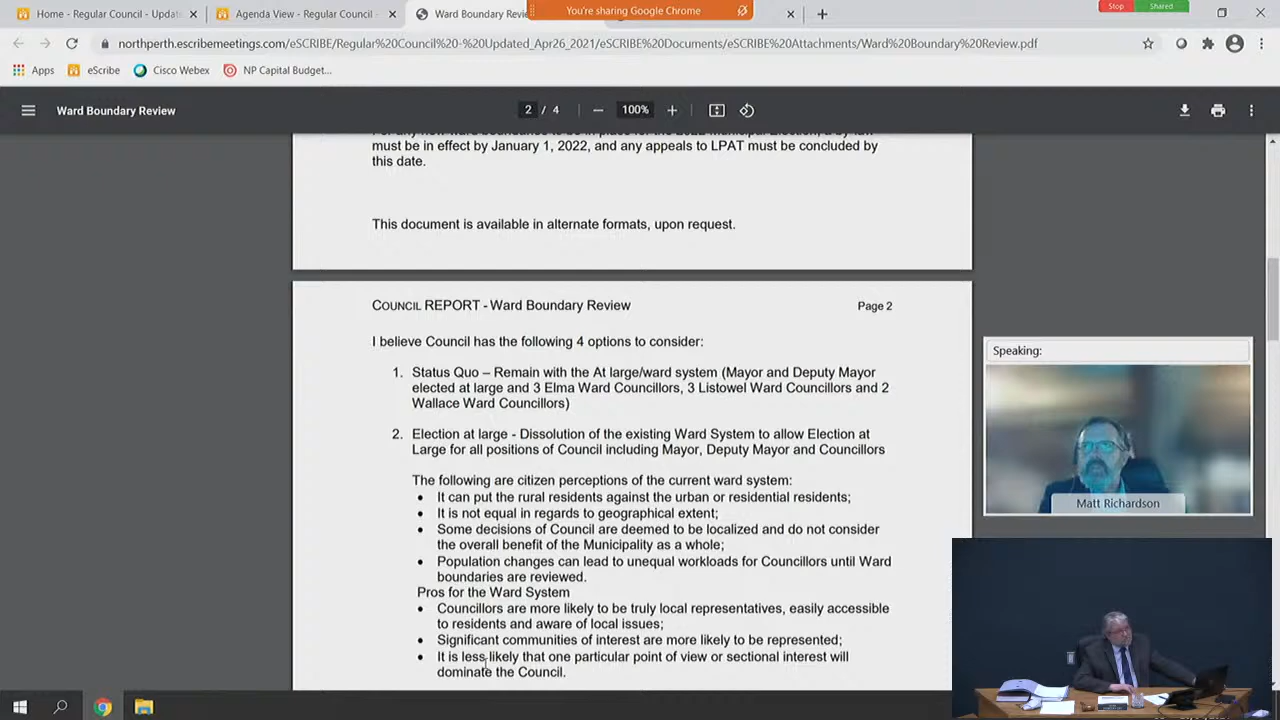 Home - Regular Council - Updat
Agenda View - Regular Council -
Ward Boundary Revie
You're sharing Google Chrome
Stop
Shared
northperth.escribemeetings.com/eSCRIBE/Regular%20Council%20-%20Updated_Apr26_2021/eSCRIBE%20Documents/eSCRIBE%20Attachments/Ward%20Boundary%20Review.pdf
Apps
eScribe
Cisco Webex
NP Capital Budget...
Ward Boundary Review
2 / 4
100%
must be in effect by January 1, 2022, and any appeals to LPAT must be concluded by
this date.
This document is available in alternate formats, upon request.
COUNCIL REPORT - Ward Boundary Review
Page 2
I believe Council has the following 4 options to consider:
1. Status Quo – Remain with the At large/ward system (Mayor and Deputy Mayor
elected at large and 3 Elma Ward Councillors, 3 Listowel Ward Councillors and 2
Wallace Ward Councillors)
2. Election at large - Dissolution of the existing Ward System to allow Election at
Large for all positions of Council including Mayor, Deputy Mayor and Councillors
The following are citizen perceptions of the current ward system:
• It can put the rural residents against the urban or residential residents;
• It is not equal in regards to geographical extent;
• Some decisions of Council are deemed to be localized and do not consider
the overall benefit of the Municipality as a whole;
• Population changes can lead to unequal workloads for Councillors until Ward
boundaries are reviewed.
Pros for the Ward System
• Councillors are more likely to be truly local representatives, easily accessible
to residents and aware of local issues;
• Significant communities of interest are more likely to be represented;
• It is less likely that one particular point of view or sectional interest will
dominate the Council.
Speaking:
Matt Richardson